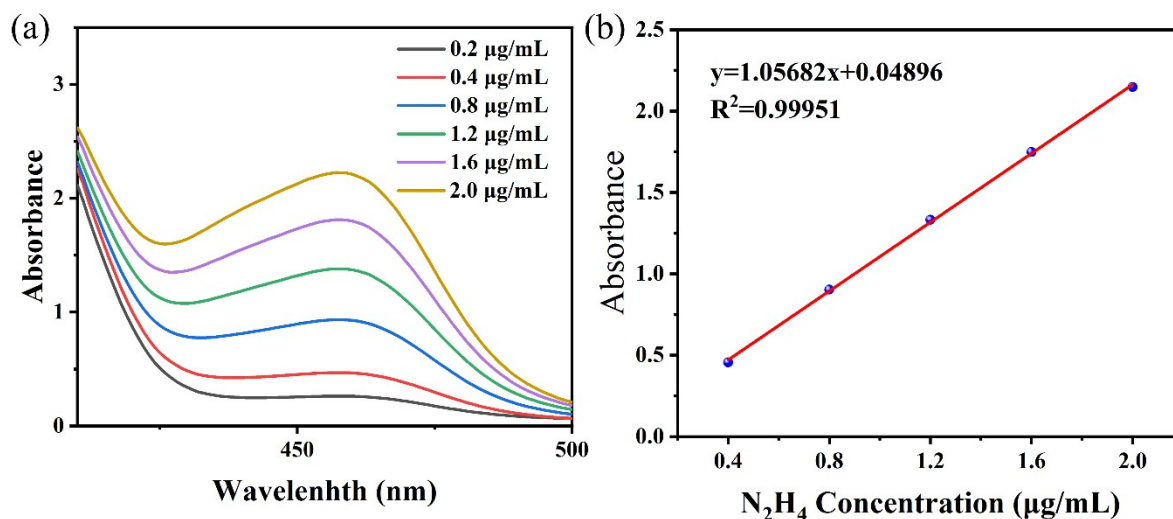 (a)
0.2 μg/mL
0.4 μg/mL
0.8 μg/mL
1.2 μg/mL
1.6 μg/mL
2.0 μg/mL
3
2
1
0
Absorbance
450
500
Wavelenhth (nm)
(b)
y=1.05682x+0.04896
R²=0.99951
2.5
2.0
1.5
1.0
0.5
0.0
Absorbance
0.4
0.8
1.2
1.6
2.0
N₂H₄ Concentration (μg/mL)